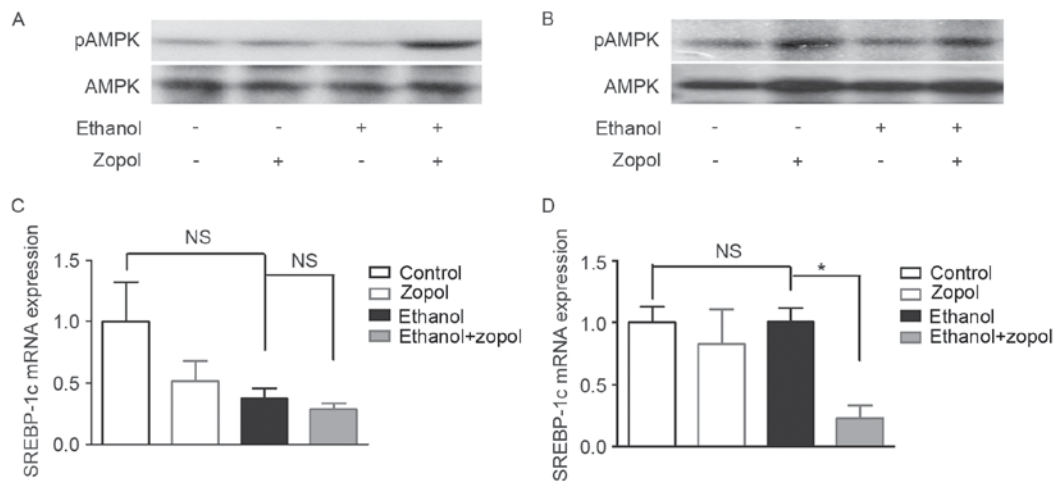 A
pAMPK
AMPK
Ethanol - - + +
Zopol - + - +
B
pAMPK
AMPK
Ethanol - - + +
Zopol - + - +
C
SREBP-1c mRNA expression
1.5
1.0
0.5
0.0
NS
NS
Control
Zopol
Ethanol
Ethanol+zopol
D
SREBP-1c mRNA expression
1.5
1.0
0.5
0.0
NS
*
Control
Zopol
Ethanol
Ethanol+zopol